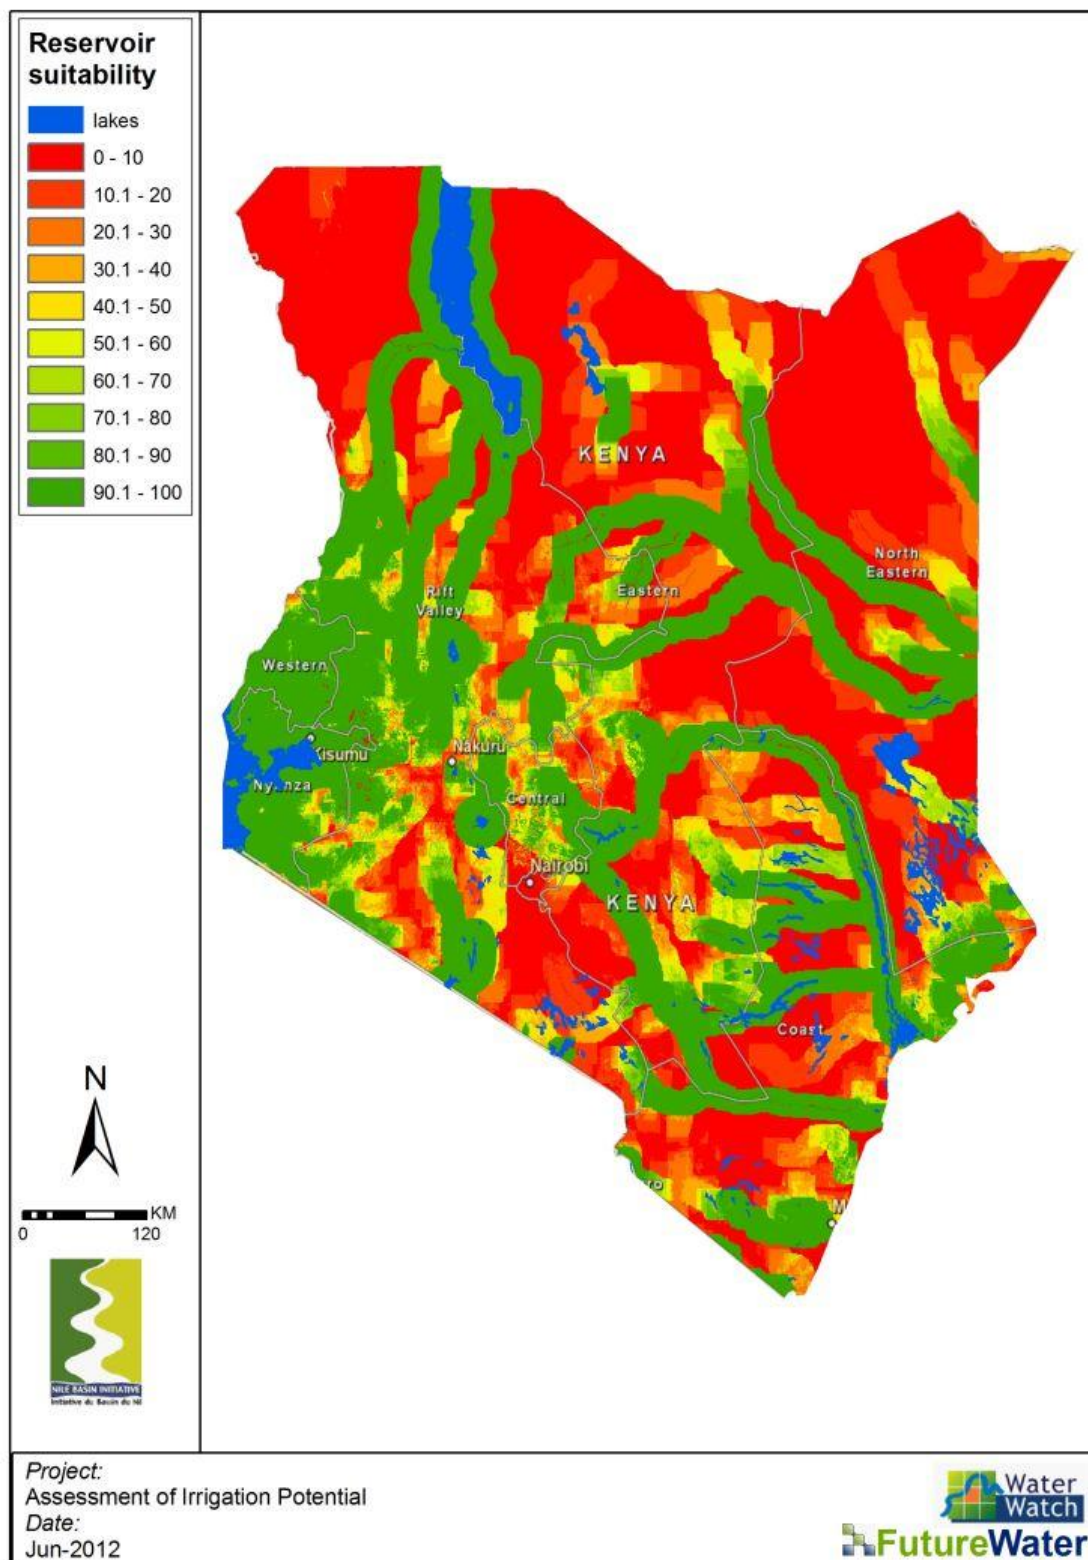 Reservoir
suitability
lakes
0 - 10
10.1 - 20
20.1 - 30
30.1 - 40
40.1 - 50
50.1 - 60
60.1 - 70
70.1 - 80
80.1 - 90
90.1 - 100
KENYA
North
Eastern
Rift
Valley
Eastern
Western
Kisumu
Nakuru
Central
Nairobi
KENYA
Coast
N
KM
0 120
NILE BASIN INITIATIVE
Initiative du Bassin du Nil
Project:
Assessment of Irrigation Potential
Date:
Jun-2012
Water
Watch
FutureWater